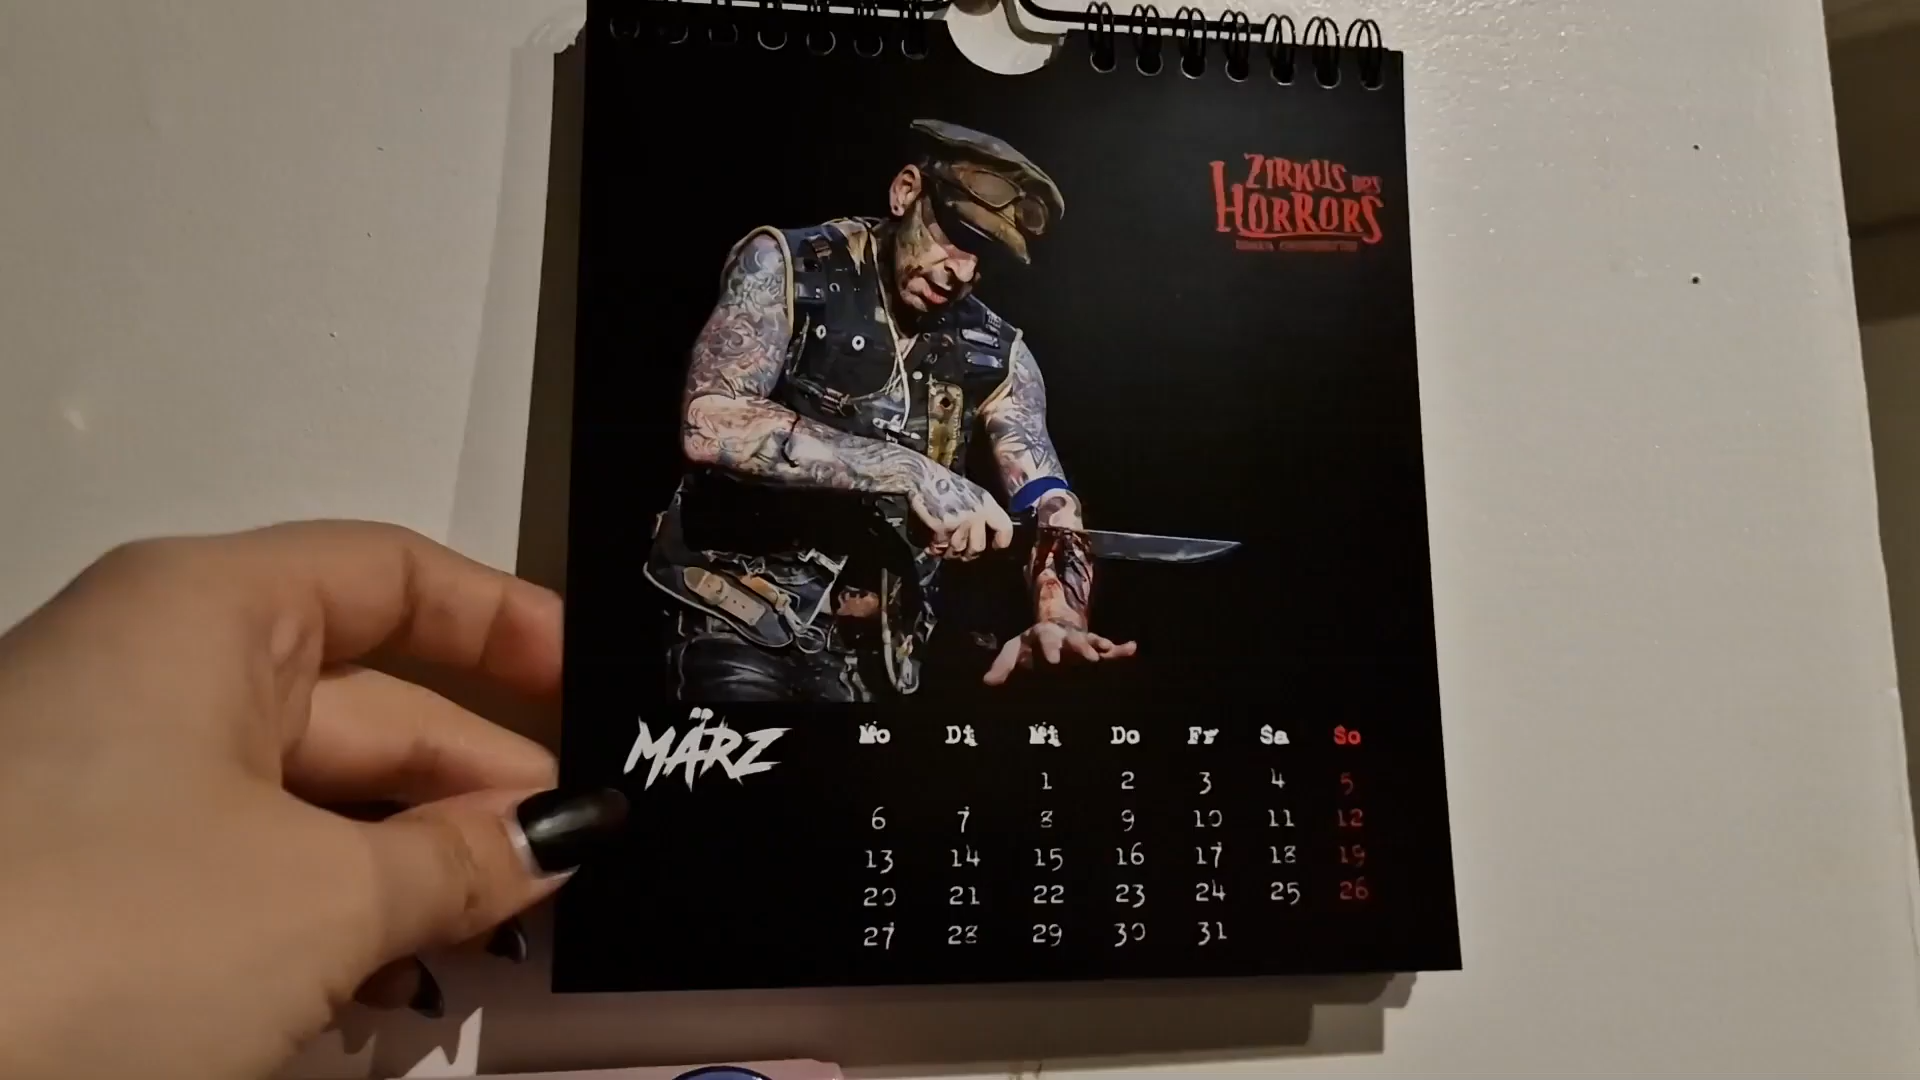 ZIRKUS DES
HORRORS
MÄRZ
Mo Di Mi Do Fr Sa So
1 2 3 4 5
6 7 8 9 10 11 12
13 14 15 16 17 18 19
20 21 22 23 24 25 26
27 28 29 30 31